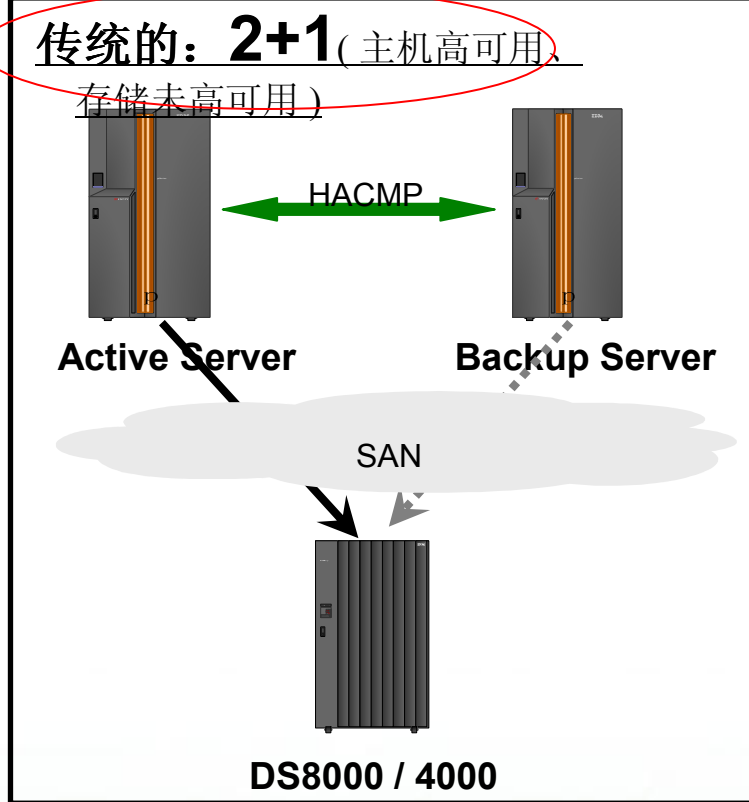 传统的：2+1(主机高可用、
存储未高可用)
HACMP
p
p
Active Server
Backup Server
SAN
DS8000 / 4000